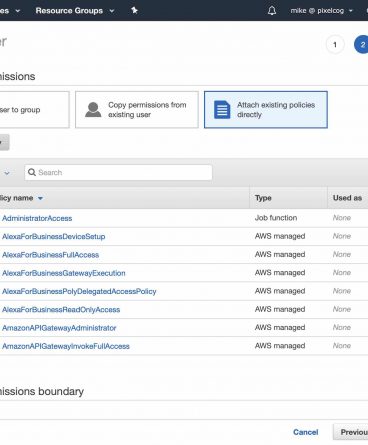 es Resource Groups mike @ pixelcog
er
1 2
missions
ser to group Copy permissions from existing user Attach existing policies directly
y
Search
licy name Type Used as
AdministratorAccess Job function None
AlexaForBusinessDeviceSetup AWS managed None
AlexaForBusinessFullAccess AWS managed None
AlexaForBusinessGatewayExecution AWS managed None
AlexaForBusinessPolyDelegatedAccessPolicy AWS managed None
AlexaForBusinessReadOnlyAccess AWS managed None
AmazonAPIGatewayAdministrator AWS managed None
AmazonAPIGatewayInvokeFullAccess AWS managed None
missions boundary
Cancel Previous